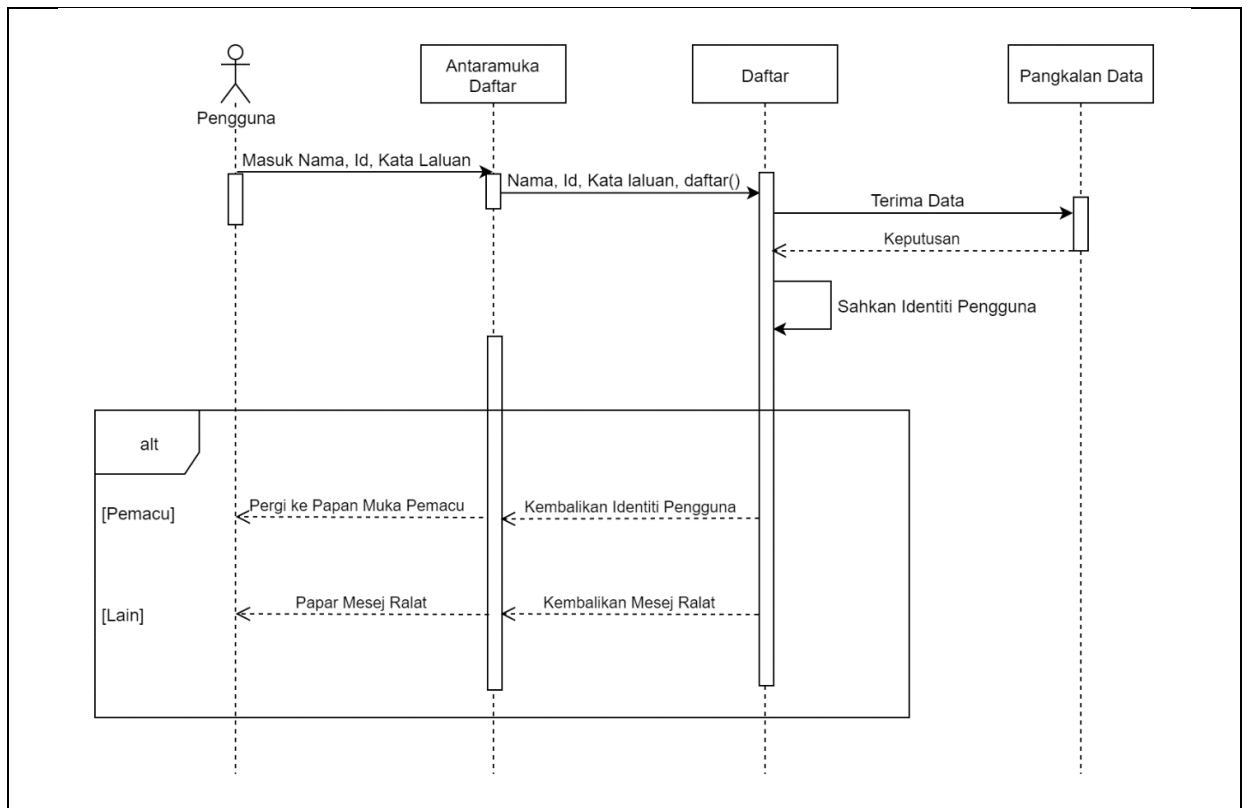 Antaramuka
Daftar
Daftar
Pangkalan Data
Pengguna
Masuk Nama, Id, Kata Laluan
Nama, Id, Kata laluan, daftar()
Terima Data
Keputusan
Sahkan Identiti Pengguna
alt
[Pemacu]
Pergi ke Papan Muka Pemacu
Kembalikan Identiti Pengguna
[Lain]
Papar Mesej Ralat
Kembalikan Mesej Ralat